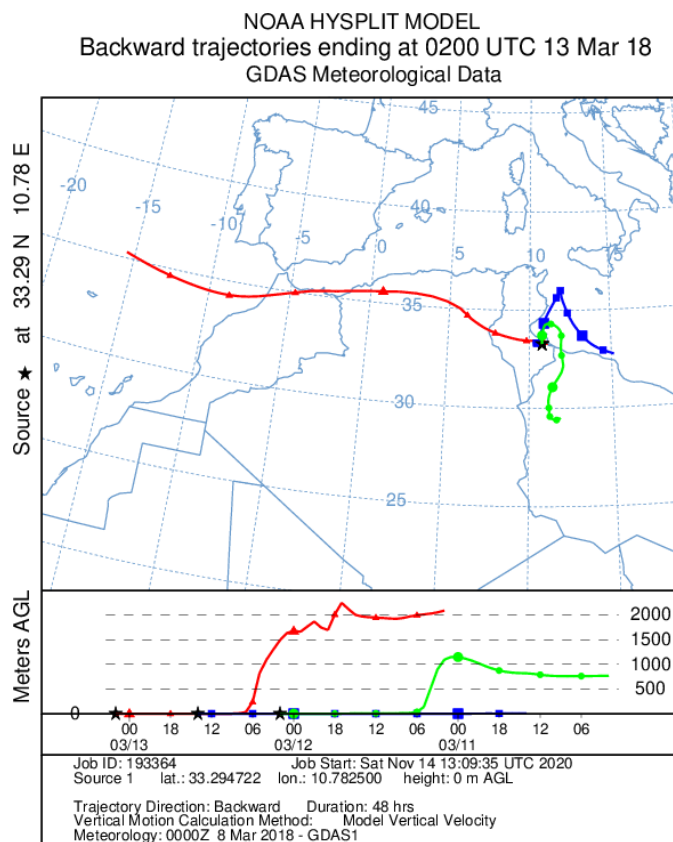 NOAA HYSPLIT MODEL
Backward trajectories ending at 0200 UTC 13 Mar 18
GDAS Meteorological Data
Source ★ at 33.29 N 10.78 E
45
-20
-15
40
-10
-5
0
5
10
15
35
30
25
Meters AGL
2000
1500
1000
500
0
00 18 12 06 00 18 12 06 00 18 12 06
03/13 03/12 03/11
Job ID: 193364 Job Start: Sat Nov 14 13:09:35 UTC 2020
Source 1 lat.: 33.294722 lon.: 10.782500 height: 0 m AGL
Trajectory Direction: Backward Duration: 48 hrs
Vertical Motion Calculation Method: Model Vertical Velocity
Meteorology: 0000Z 8 Mar 2018 - GDAS1